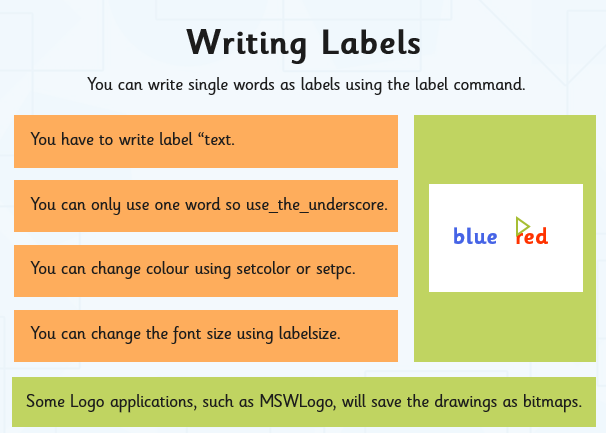 Writing Labels
You can write single words as labels using the label command.
You have to write label “text.
You can only use one word so use_the_underscore.
You can change colour using setcolor or setpc.
You can change the font size using labelsize.
blue red
Some Logo applications, such as MSWLogo, will save the drawings as bitmaps.